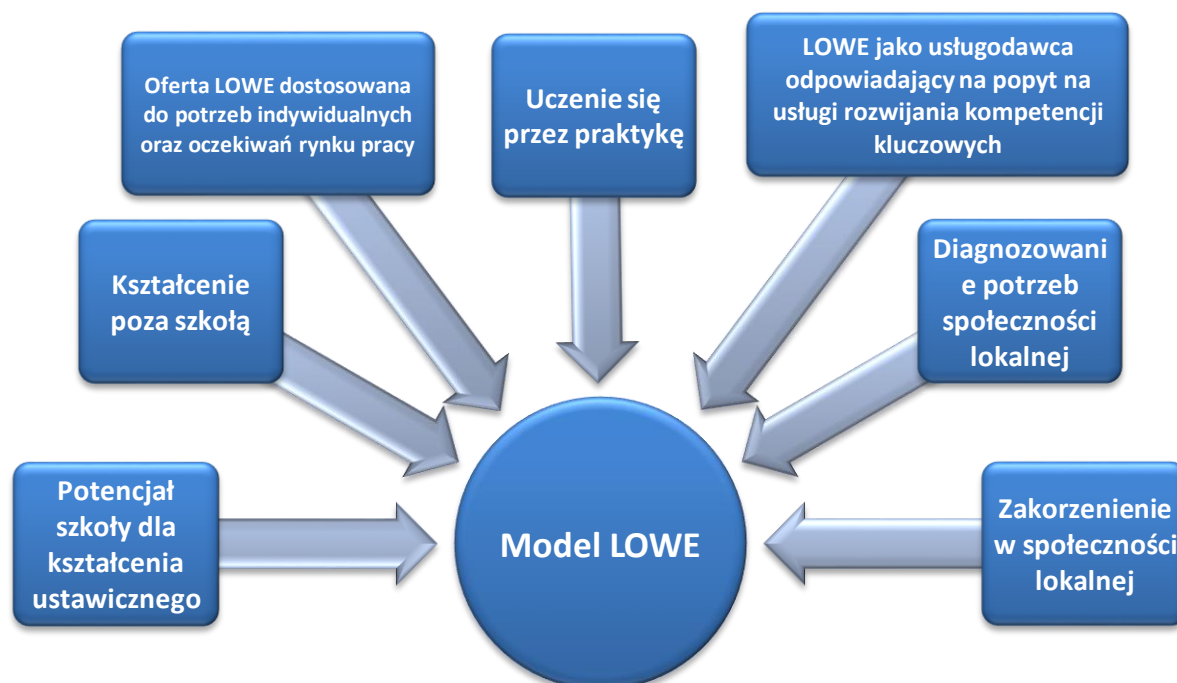 Oferta LOWE dostosowana
do potrzeb indywidualnych
oraz oczekiwań rynku pracy
Uczenie się
przez praktykę
LOWE jako usługodawca
odpowiadający na popyt na
usługi rozwijania kompetencji
kluczowych
Kształcenie
poza szkołą
Diagnozowani
e potrzeb
społeczności
lokalnej
Potencjał
szkoły dla
kształcenia
ustawicznego
Model LOWE
Zakorzenienie
w społeczności
lokalnej